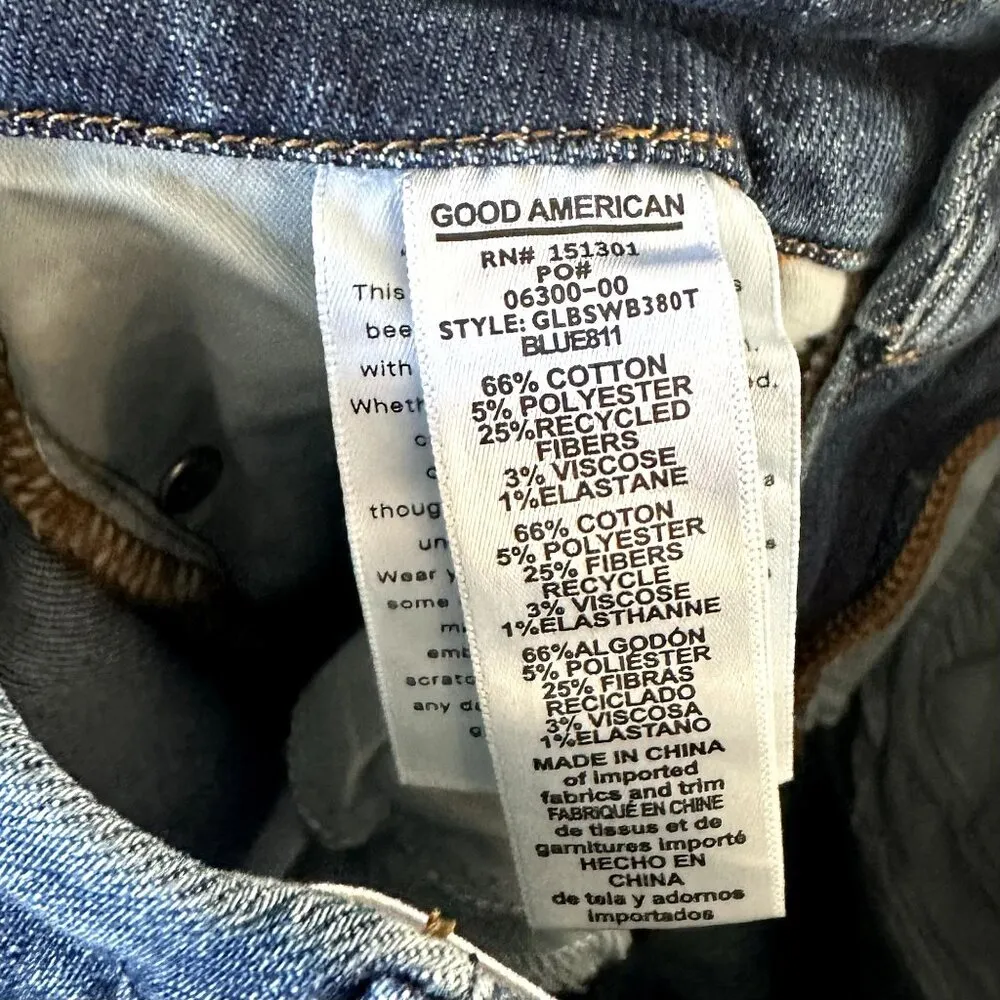 GOOD AMERICAN
RN# 151301
PO#
06300-00
STYLE: GLBSWB380T
BLUE811
66% COTTON
5% POLYESTER
25%RECYCLED
FIBERS
3% VISCOSE
1%ELASTANE
66% COTON
5% POLYESTER
25% FIBERS
RECYCLE
3% VISCOSE
1%ELASTHANNE
66%ALGODÓN
5% POLIÉSTER
25% FIBRAS
RECICLADO
3% VISCOSA
1%ELASTANO
MADE IN CHINA
of imported
fabrics and trim
FABRIQUÉ EN CHINE
de tissus et de
garnitures importé
HECHO EN
CHINA
de tela y adornos
importados
This
with
Wear
some